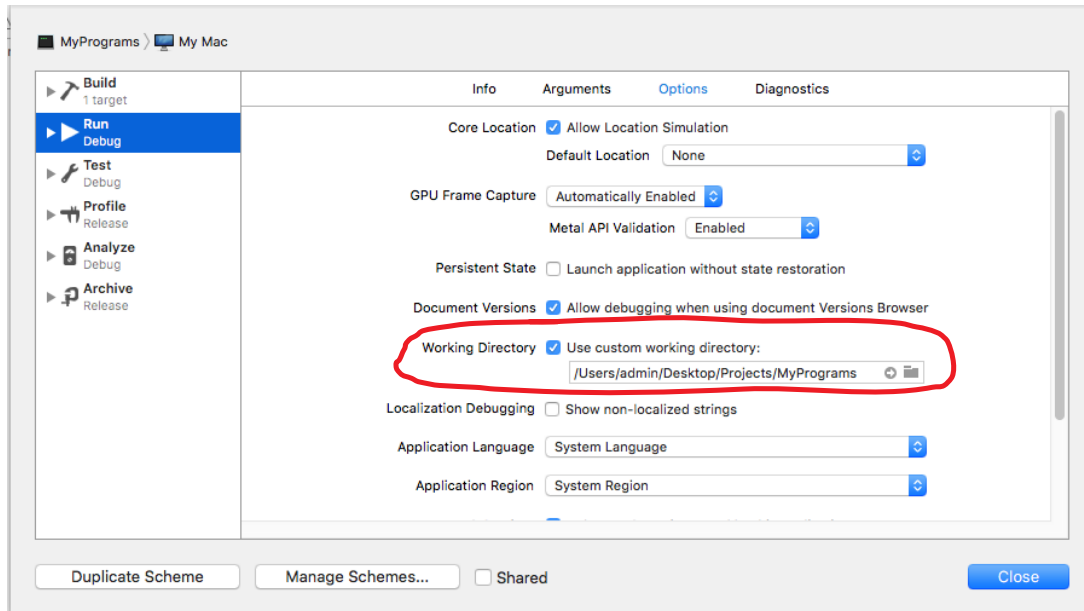 MyPrograms My Mac
Build
1 target
Run
Debug
Test
Debug
Profile
Release
Analyze
Debug
Archive
Release
Info Arguments Options Diagnostics
Core Location Allow Location Simulation
Default Location None
GPU Frame Capture Automatically Enabled
Metal API Validation Enabled
Persistent State Launch application without state restoration
Document Versions Allow debugging when using document Versions Browser
Working Directory Use custom working directory:
/Users/admin/Desktop/Projects/MyPrograms
Localization Debugging Show non-localized strings
Application Language System Language
Application Region System Region
Duplicate Scheme Manage Schemes... Shared Close